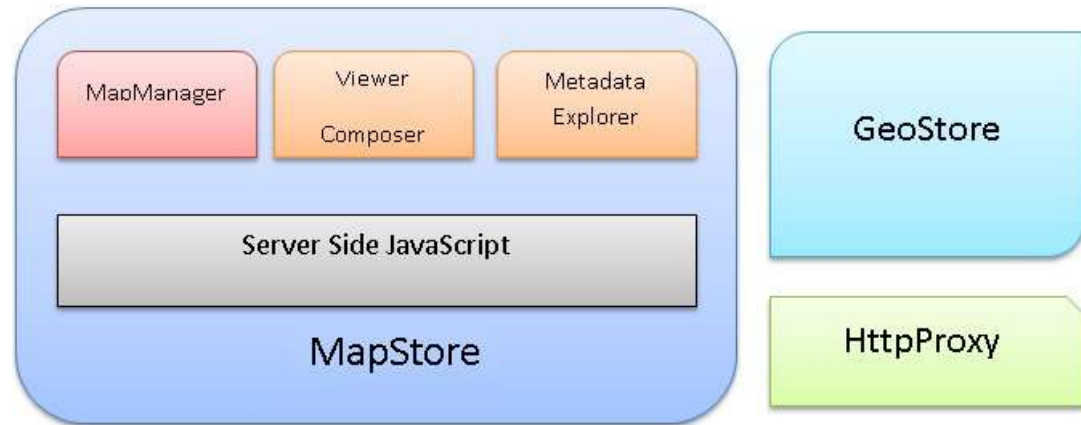 MapManager
Viewer
Composer
Metadata
Explorer
Server Side JavaScript
MapStore
GeoStore
HttpProxy